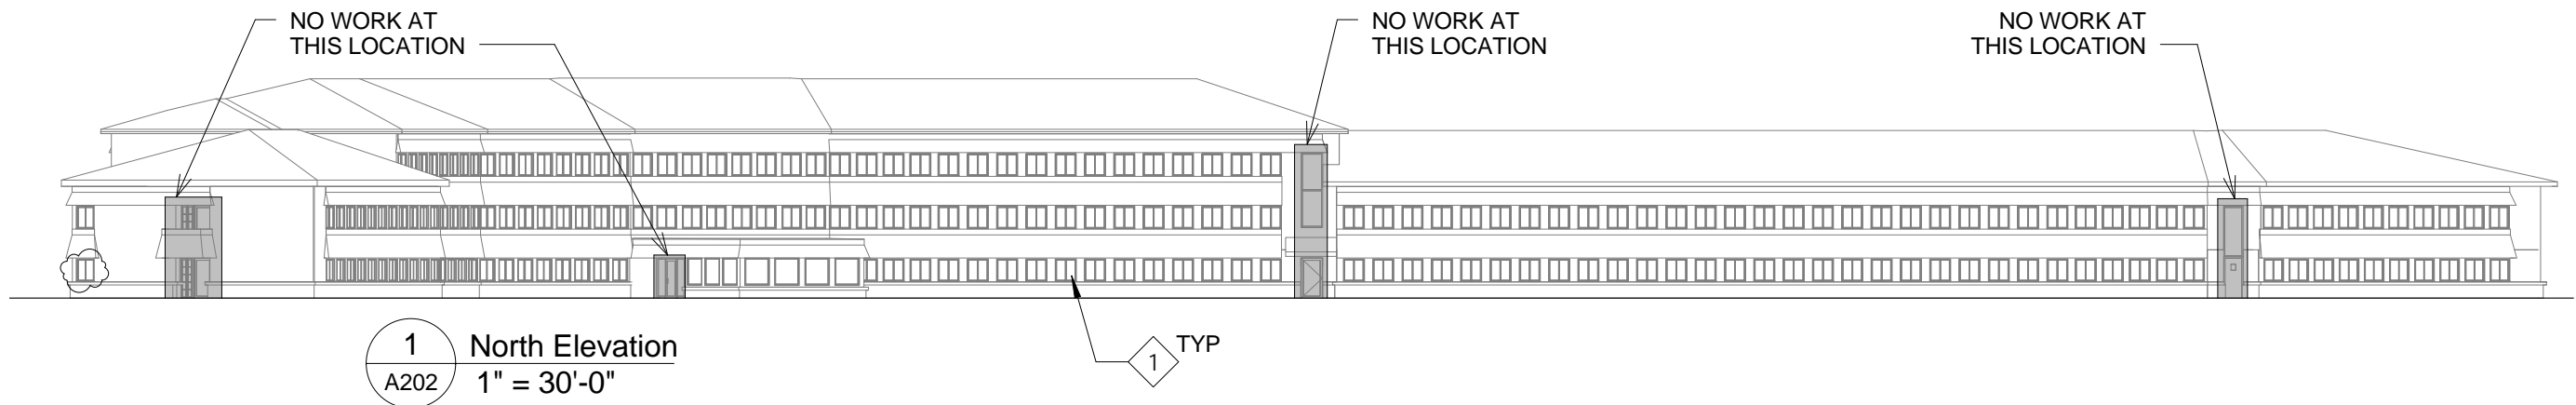 NO WORK AT
THIS LOCATION
NO WORK AT
THIS LOCATION
NO WORK AT
THIS LOCATION
1
A202
North Elevation
1" = 30'-0"
1
TYP